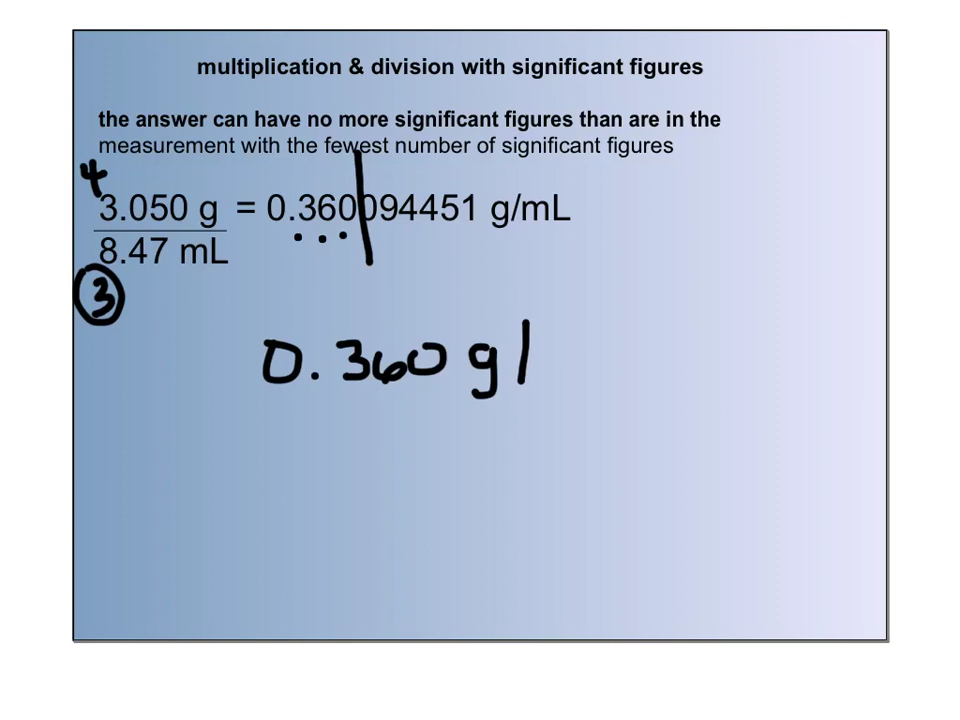 multiplication & division with significant figures
the answer can have no more significant figures than are in the
measurement with the fewest number of significant figures
4
3.050 g = 0.360094451 g/mL
8.47 mL
3
0.360 g/